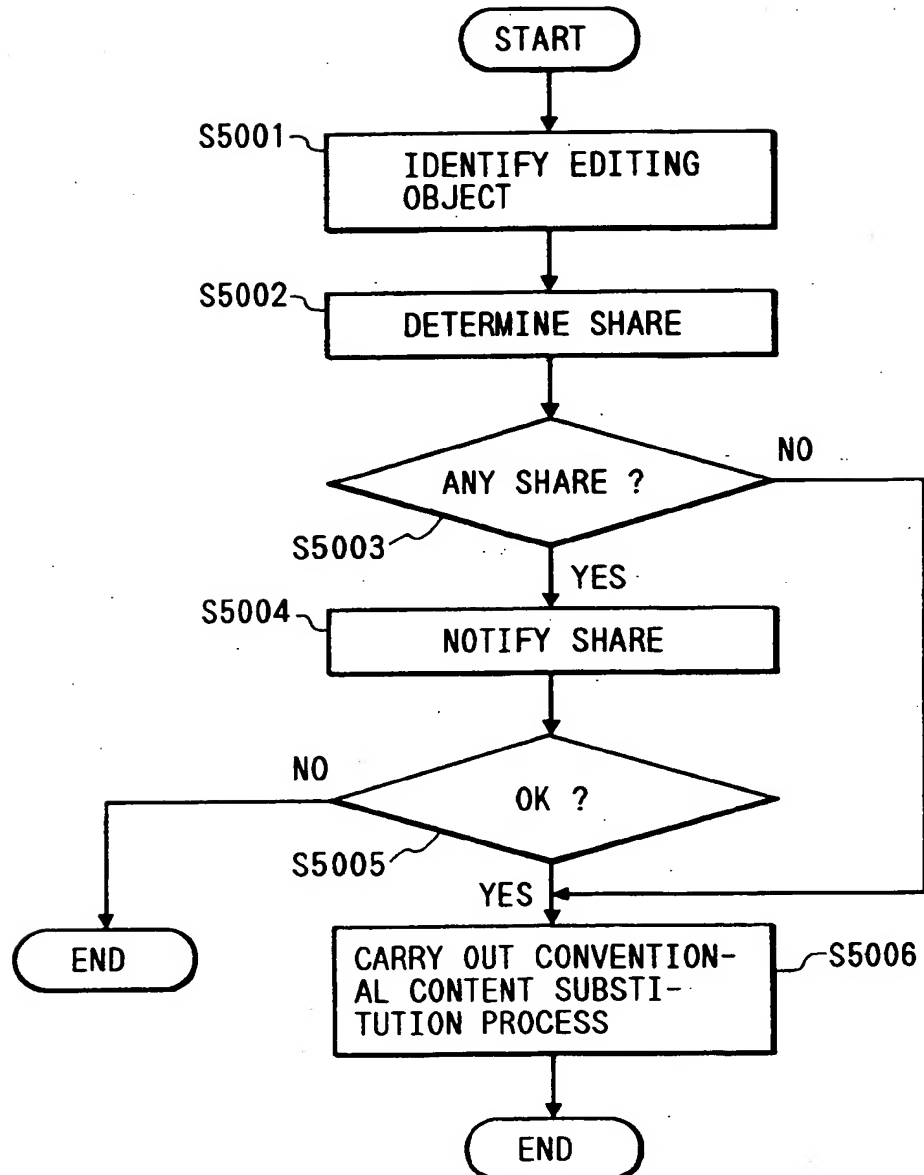 START
S5001
IDENTIFY EDITING
OBJECT
S5002
DETERMINE SHARE
ANY SHARE ?
NO
S5003
YES
S5004
NOTIFY SHARE
NO
OK ?
S5005
YES
END
CARRY OUT CONVENTION-
AL CONTENT SUBSTI-
TUTION PROCESS
S5006
END